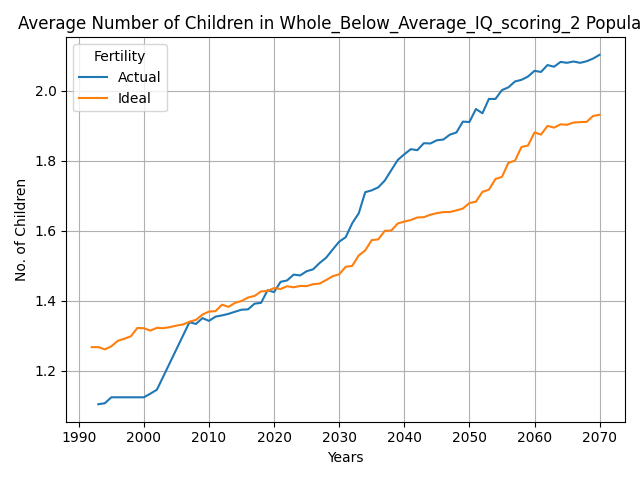 Average Number of Children in Whole_Below_Average_IQ_scoring_2 Popula
Fertility
Actual
Ideal
No. of Children
2.0
1.8
1.6
1.4
1.2
1990 2000 2010 2020 2030 2040 2050 2060 2070
Years